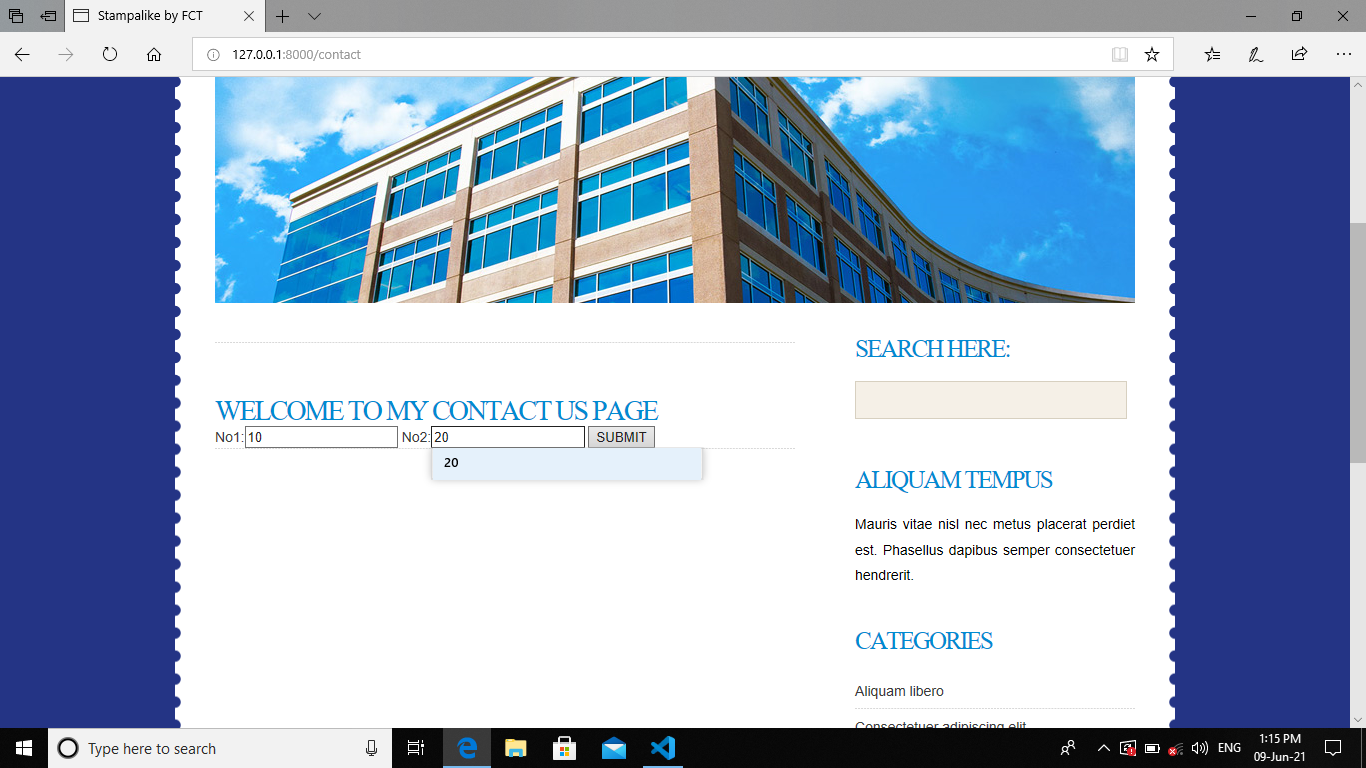 Stampalike by FCT
127.0.0.1:8000/contact
WELCOME TO MY CONTACT US PAGE
No1: 10 No2: 20 SUBMIT
20
SEARCH HERE:
ALIQUAM TEMPUS
Mauris vitae nisl nec metus placerat perdiet
est. Phasellus dapibus semper consectetuer
hendrerit.
CATEGORIES
Aliquam libero
Consectetuer adipiscing elit
Type here to search
ENG
1:15 PM
09-Jun-21